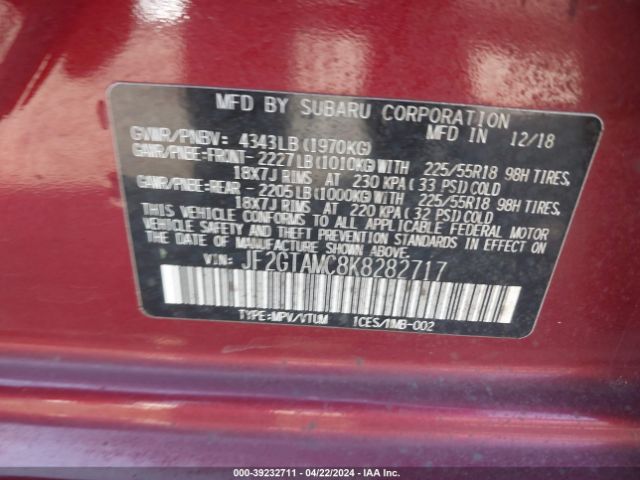 MFD BY SUBARU CORPORATION
MFD IN 12/18
GVWR/PNBV: 4343LB (1970KG)
GAWR/PNBE:FRONT- 2227LB(1010KG)WITH 225/55R18 98H TIRES,
18X7J RIMS AT 230 KPA (33 PSI)COLD
GAWR/PNBE:REAR - 2205LB(1000KG)WITH 225/55R18 98H TIRES,
18X7J RIMS AT 220 KPA (32 PSI)COLD
THIS VEHICLE CONFORMS TO ALL APPLICABLE FEDERAL MOTOR
VEHICLE SAFETY AND THEFT PREVENTION STANDARDS IN EFFECT
ON THE DATE OF MANUFACTURE SHOWN ABOVE.
VIN: JF2GTAMC8K8282717
TYPE:MPV/VTUM 1CES/1MB-002
000-39232711 - 04/22/2024 - IAA Inc.